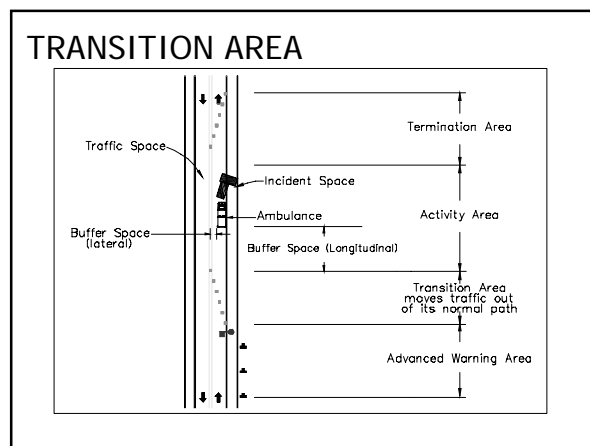 TRANSITION AREA
Termination Area
Traffic Space
Incident Space
Ambulance
Activity Area
Buffer Space
(lateral)
Buffer Space (Longitudinal)
Transition Area
moves traffic out
of its normal path
Advanced Warning Area